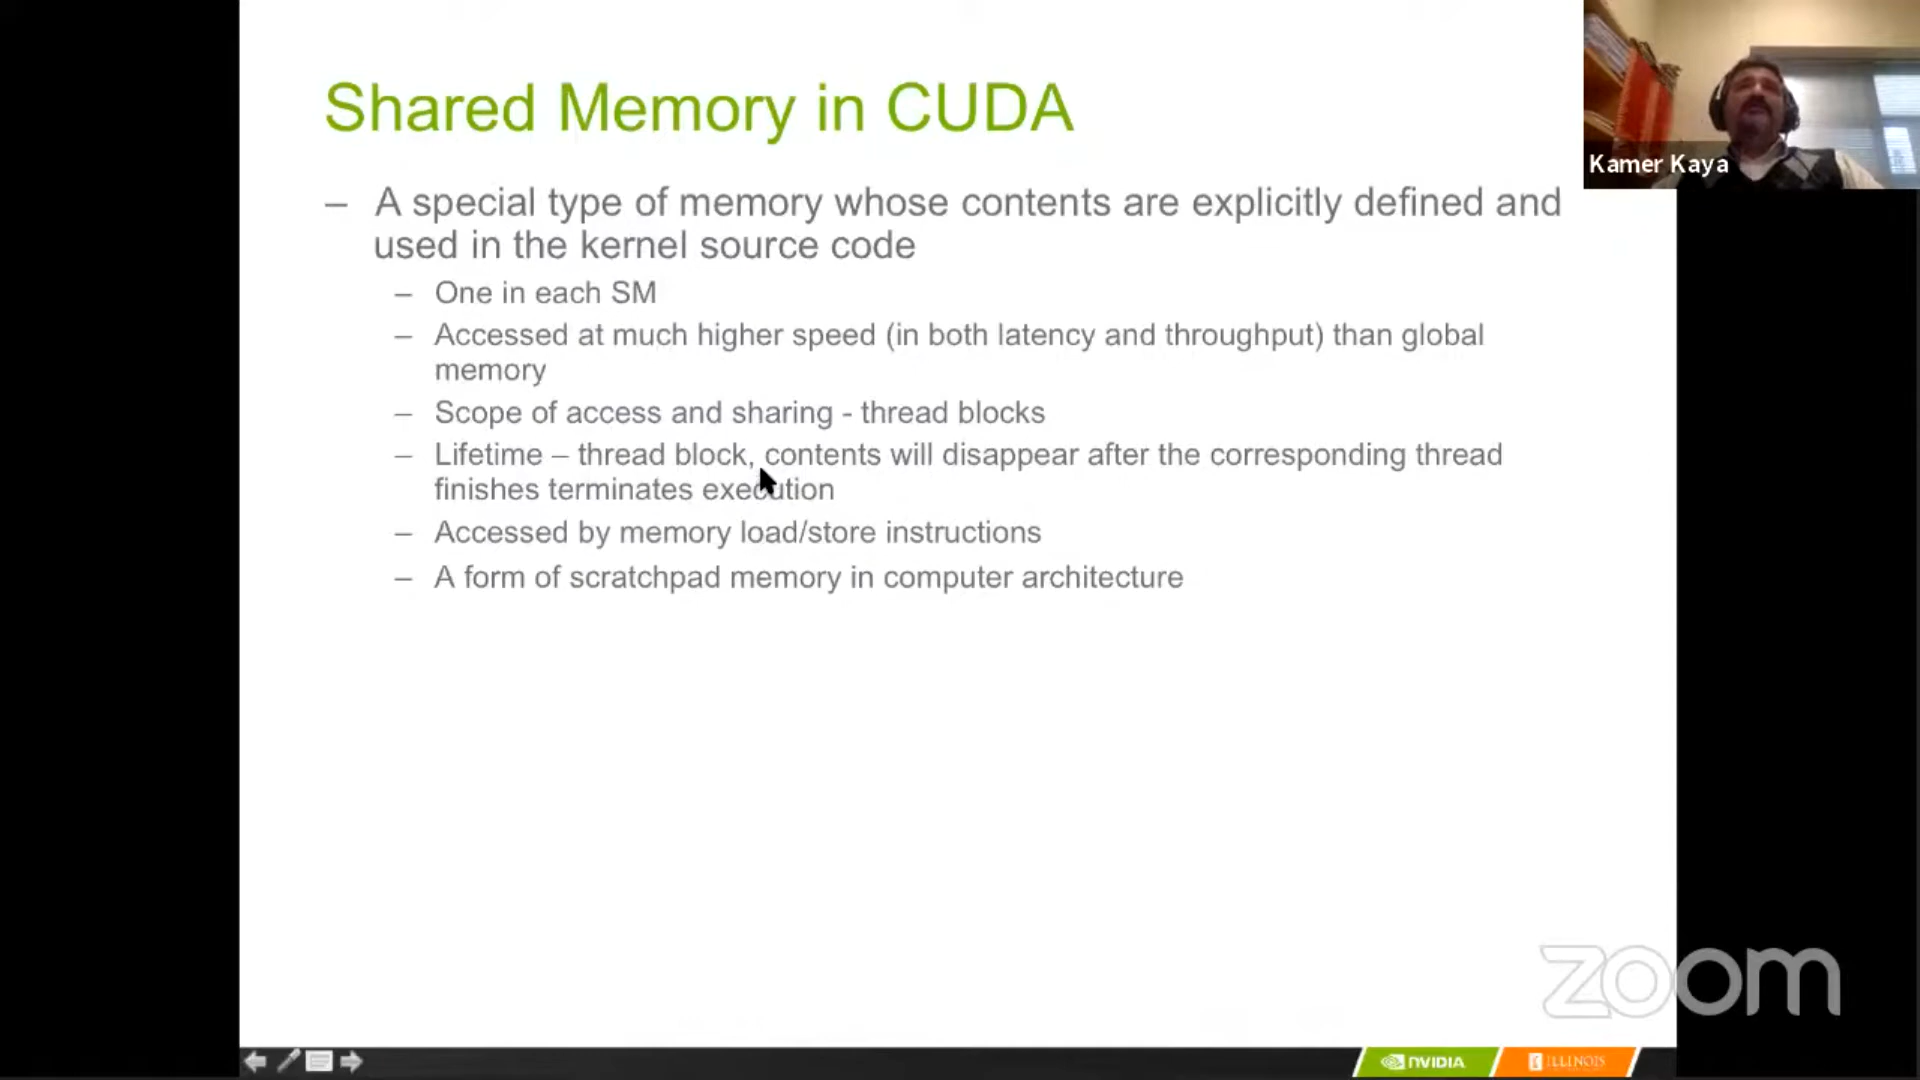 Shared Memory in CUDA
Kamer Kaya
– A special type of memory whose contents are explicitly defined and
used in the kernel source code
– One in each SM
– Accessed at much higher speed (in both latency and throughput) than global
memory
– Scope of access and sharing - thread blocks
– Lifetime – thread block, contents will disappear after the corresponding thread
finishes terminates execution
– Accessed by memory load/store instructions
– A form of scratchpad memory in computer architecture
zoom
NVIDIA
ILLINOIS